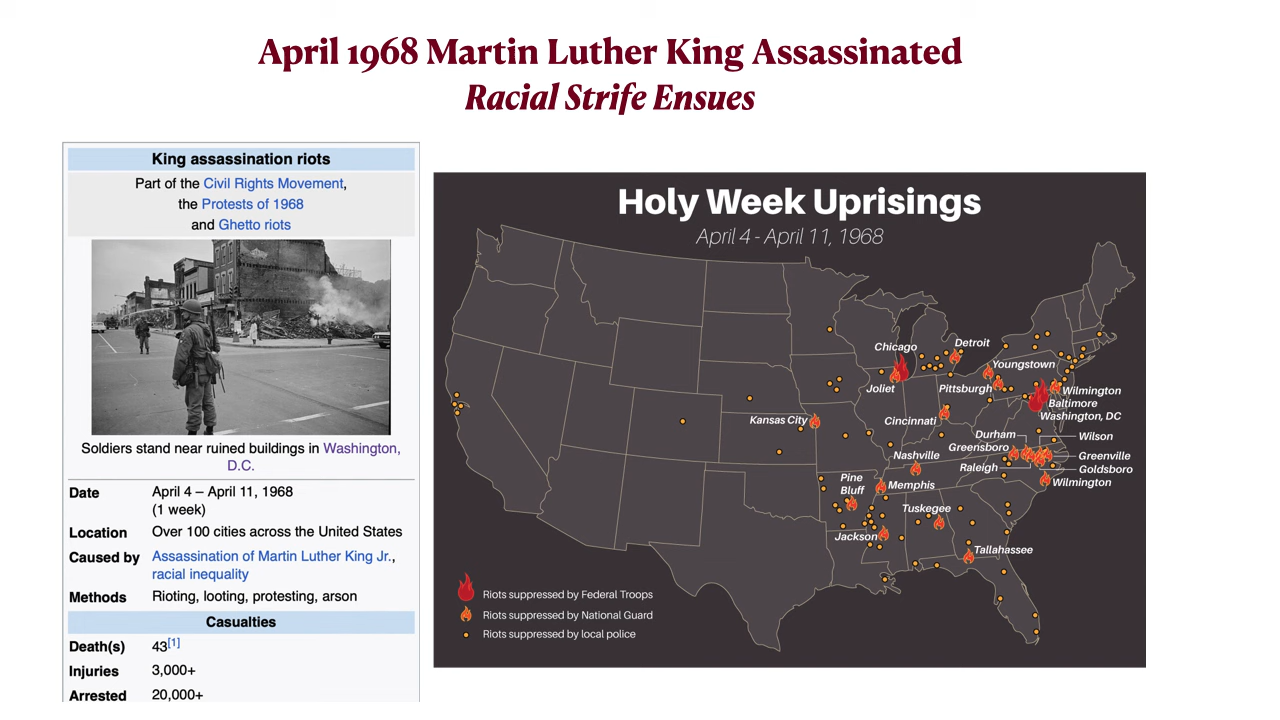 April 1968 Martin Luther King Assassinated
Racial Strife Ensues
King assassination riots
Part of the Civil Rights Movement,
the Protests of 1968
and Ghetto riots
Soldiers stand near ruined buildings in Washington,
D.C.
Date April 4 – April 11, 1968
(1 week)
Location Over 100 cities across the United States
Caused by Assassination of Martin Luther King Jr.,
racial inequality
Methods Rioting, looting, protesting, arson
Casualties
Death(s) 43[1]
Injuries 3,000+
Arrested 20,000+
Holy Week Uprisings
April 4 - April 11, 1968
Chicago
Detroit
Youngstown
Joliet
Pittsburgh
Wilmington
Baltimore
Washington, DC
Kansas City
Cincinnati
Durham
Wilson
Greensboro
Nashville
Greenville
Raleigh
Goldsboro
Pine
Bluff
Memphis
Wilmington
Tuskegee
Jackson
Tallahassee
Riots suppressed by Federal Troops
Riots suppressed by National Guard
Riots suppressed by local police